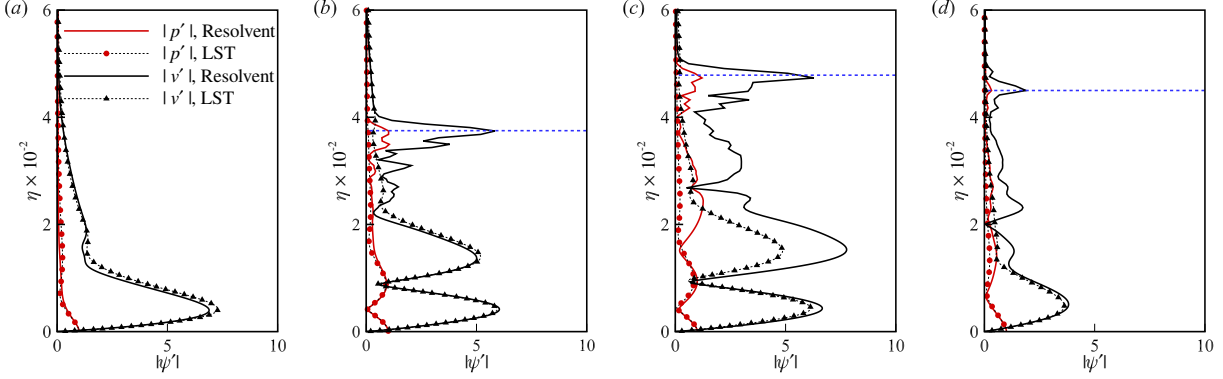 (a)
6
4
2
0
η × 10⁻²
| p′ |, Resolvent
| p′ |, LST
| v′ |, Resolvent
| v′ |, LST
0 5 10
|ψ′|
(b)
6
4
2
0
η × 10⁻²
0 5 10
|ψ′|
(c)
6
4
2
0
η × 10⁻²
0 5 10
|ψ′|
(d)
6
4
2
0
η × 10⁻²
0 5 10
|ψ′|